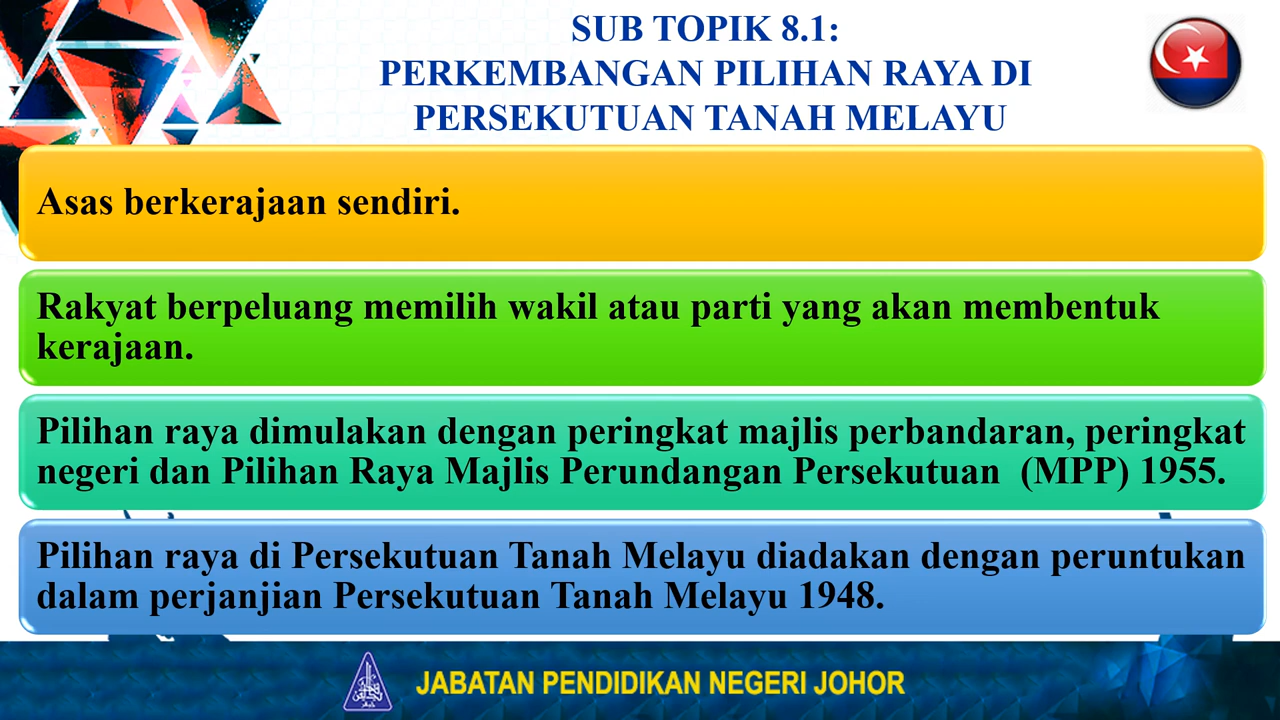 SUB TOPIK 8.1:
PERKEMBANGAN PILIHAN RAYA DI
PERSEKUTUAN TANAH MELAYU
Asas berkerajaan sendiri.
Rakyat berpeluang memilih wakil atau parti yang akan membentuk
kerajaan.
Pilihan raya dimulakan dengan peringkat majlis perbandaran, peringkat
negeri dan Pilihan Raya Majlis Perundangan Persekutuan (MPP) 1955.
Pilihan raya di Persekutuan Tanah Melayu diadakan dengan peruntukan
dalam perjanjian Persekutuan Tanah Melayu 1948.
JABATAN PENDIDIKAN NEGERI JOHOR